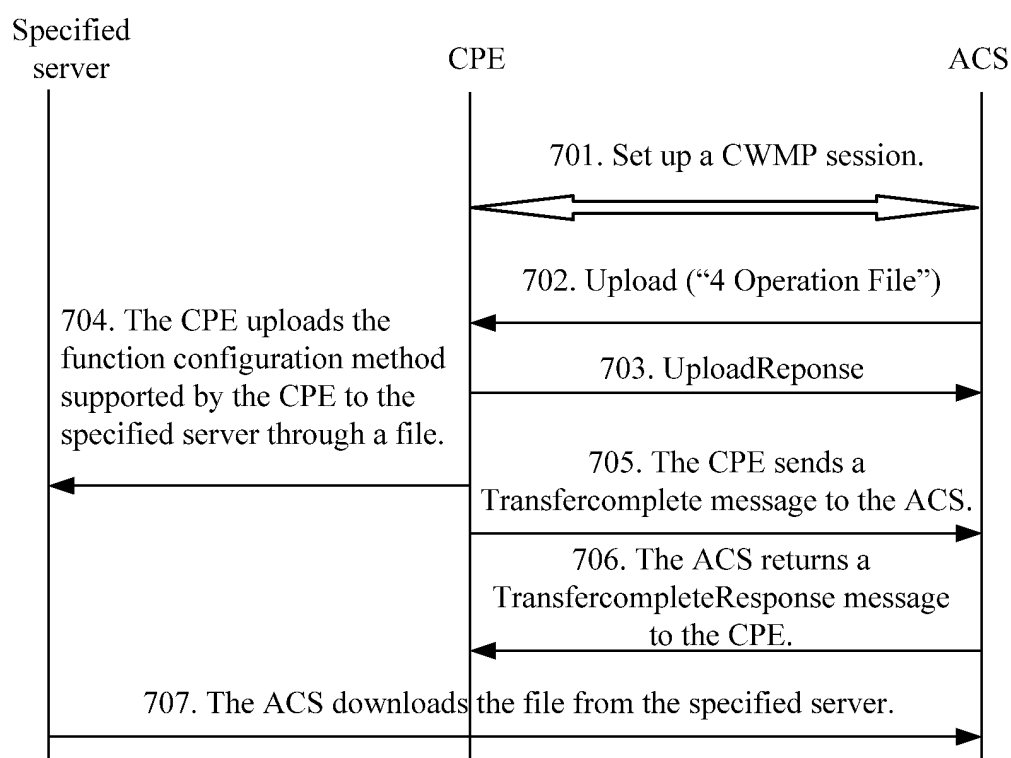 Specified
server
CPE
ACS
701. Set up a CWMP session.
702. Upload (“4 Operation File”)
703. UploadReponse
704. The CPE uploads the
function configuration method
supported by the CPE to the
specified server through a file.
705. The CPE sends a
Transfercomplete message to the ACS.
706. The ACS returns a
TransfercompleteResponse message
to the CPE.
707. The ACS downloads the file from the specified server.